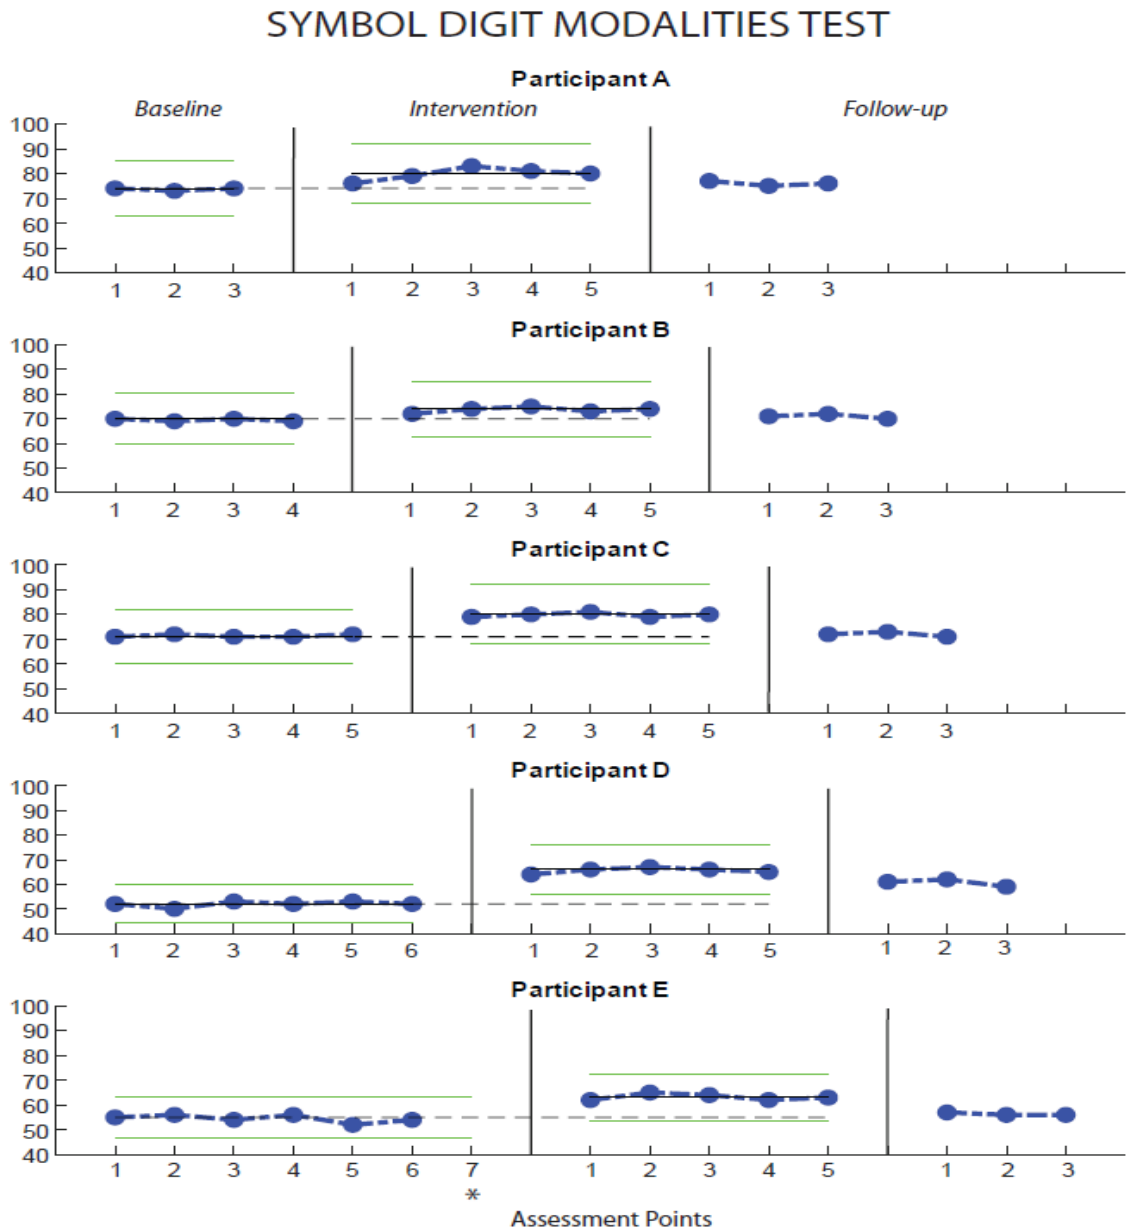 SYMBOL DIGIT MODALITIES TEST
Participant A
Baseline Intervention Follow-up
100
90
80
70
60
50
40
1 2 3 1 2 3 4 5 1 2 3
Participant B
100
90
80
70
60
50
40
1 2 3 4 1 2 3 4 5 1 2 3
Participant C
100
90
80
70
60
50
40
1 2 3 4 5 1 2 3 4 5 1 2 3
Participant D
100
90
80
70
60
50
40
1 2 3 4 5 6 1 2 3 4 5 1 2 3
Participant E
100
90
80
70
60
50
40
1 2 3 4 5 6 7 1 2 3 4 5 1 2 3
*
Assessment Points